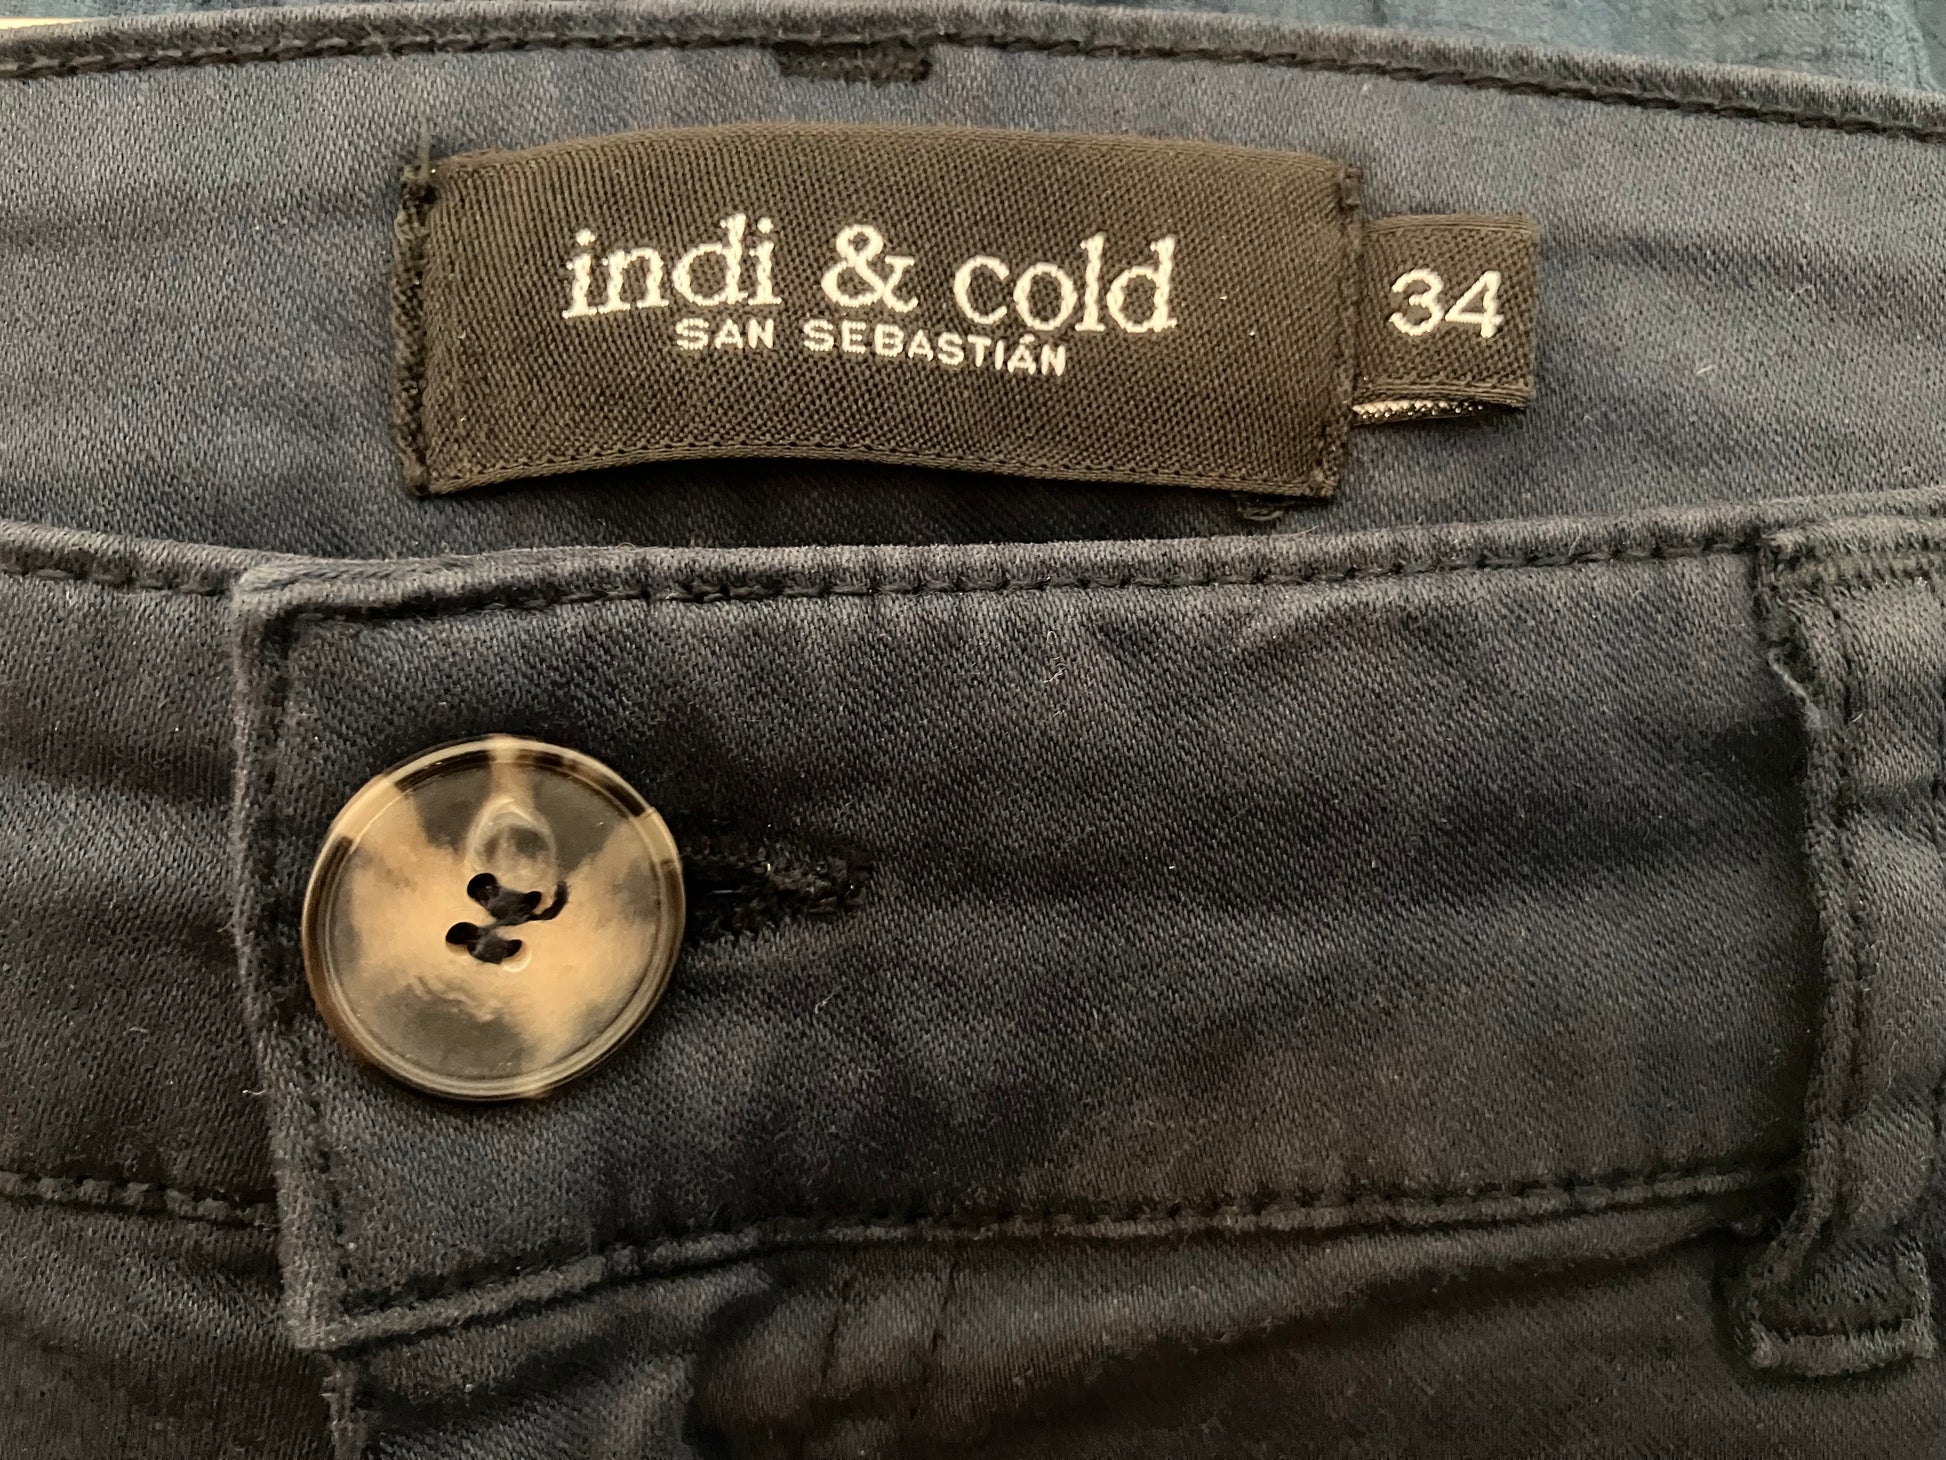 indi & cold
SAN SEBASTIÁN
34